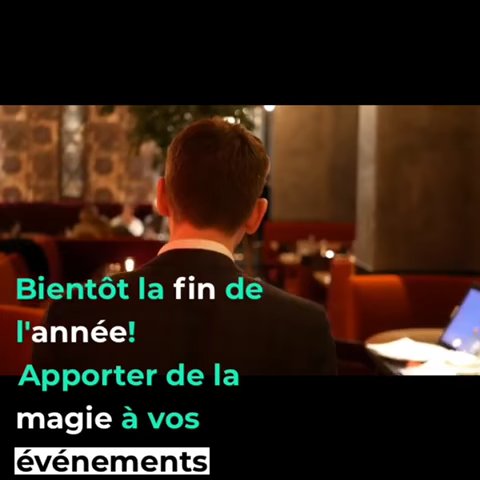 Bientôt la fin de
l'année!
Apporter de la
magie à vos
événements